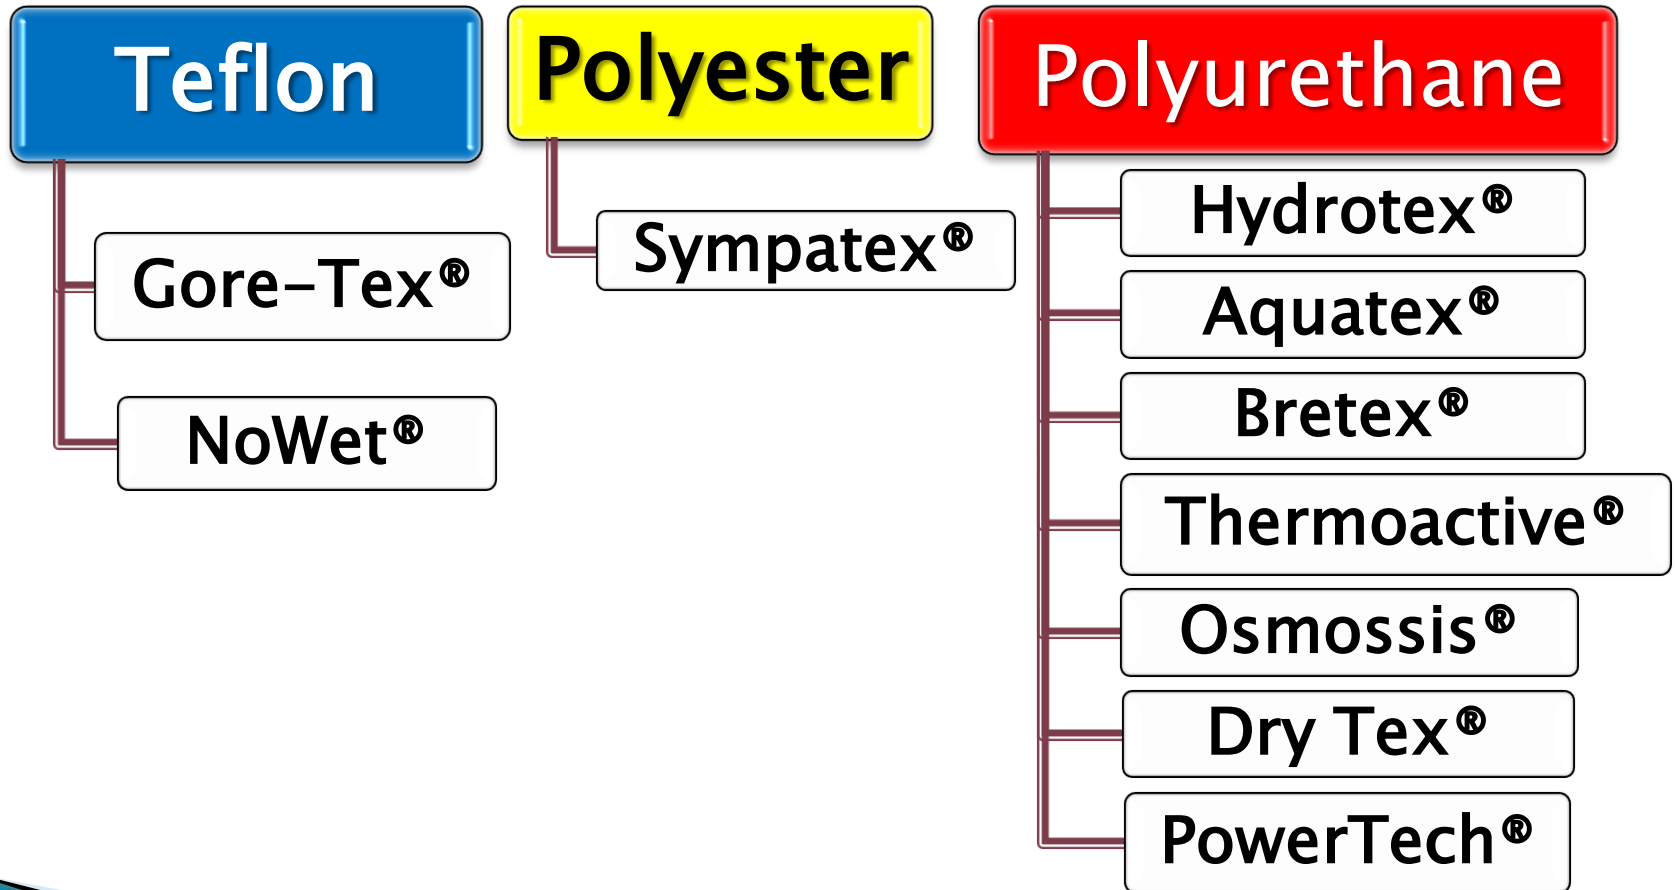 Teflon
Gore-Tex®
NoWet®
Polyester
Sympatex®
Polyurethane
Hydrotex®
Aquatex®
Bretex®
Thermoactive®
Osmossis®
Dry Tex®
PowerTech®